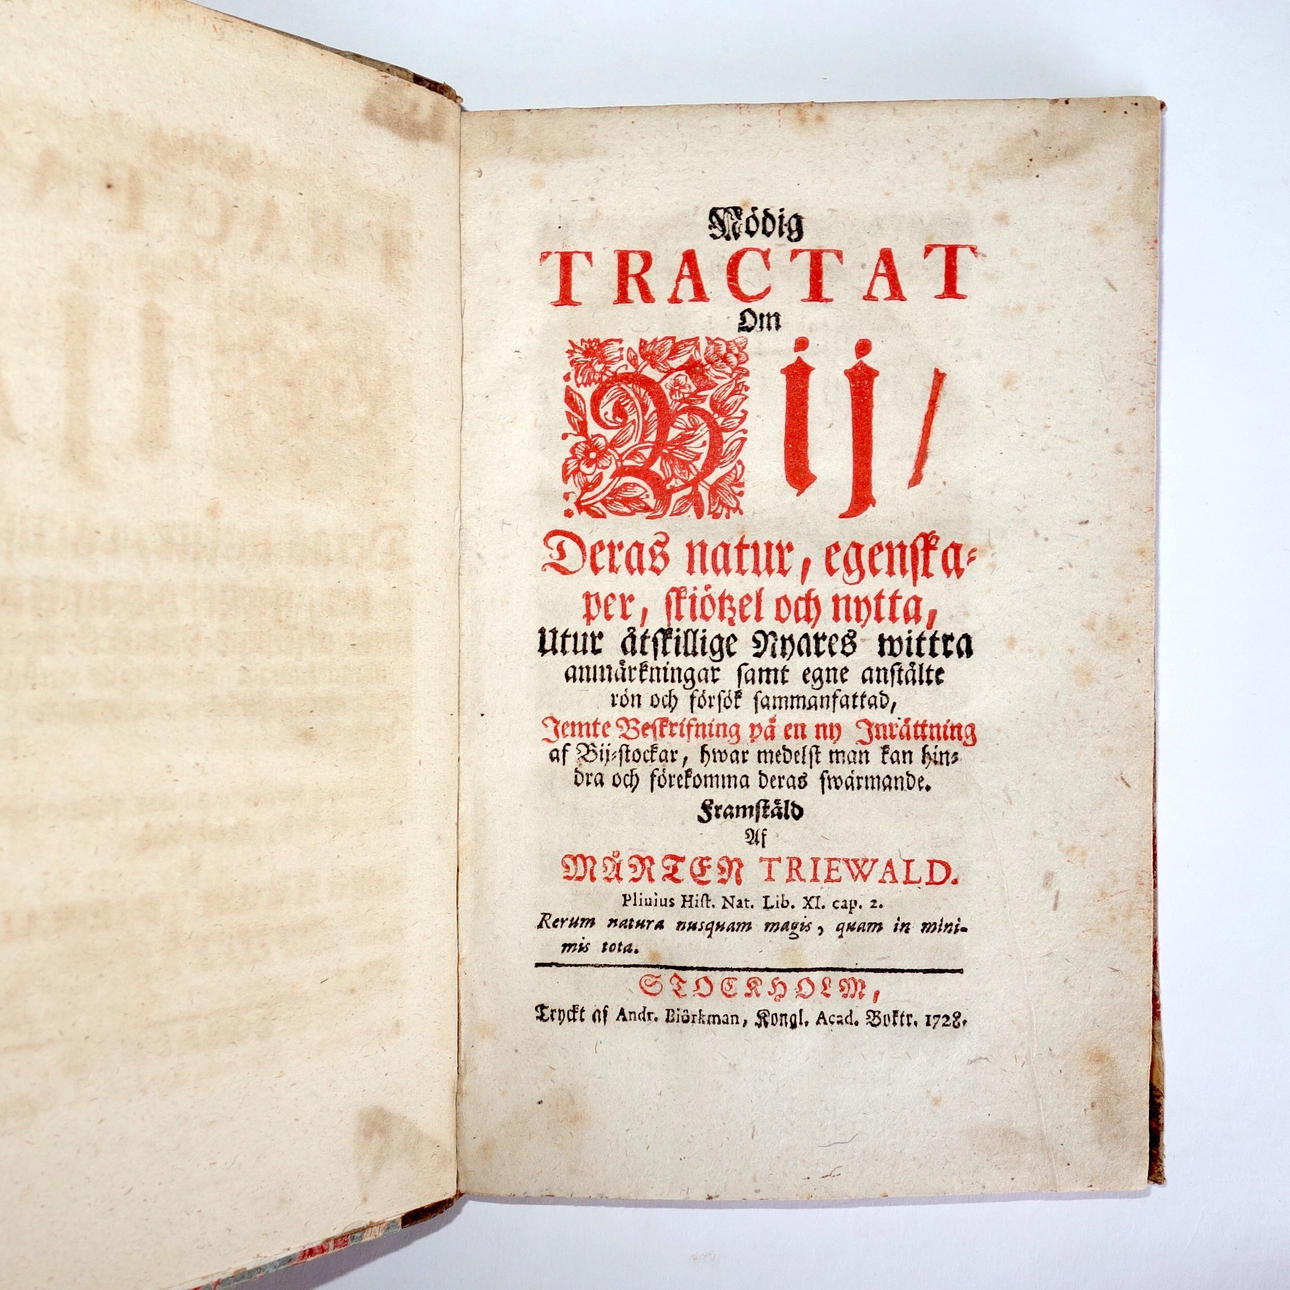 Nödig
TRACTAT
Om
Bij/
Deras natur, egenska-
per, skiötzel och nytta,
Utur åtskillige Nyares wittra
anmärkningar samt egne anstälte
rön och försök sammanfattad,
Jemte Beskrifning på en ny Inrättning
af Bij-stockar, hwar medelst man kan hin-
dra och förekomma deras swärmande.
Framstäld
Af
MÅRTEN TRIEWALD.
Plinius Hist. Nat. Lib. XI. cap. 2.
Rerum natura nusquam magis, quam in mini-
mis tota.
STOCKHOLM,
Tryckt af Andr. Biörkman, Kongl. Acad. Boktr. 1728.